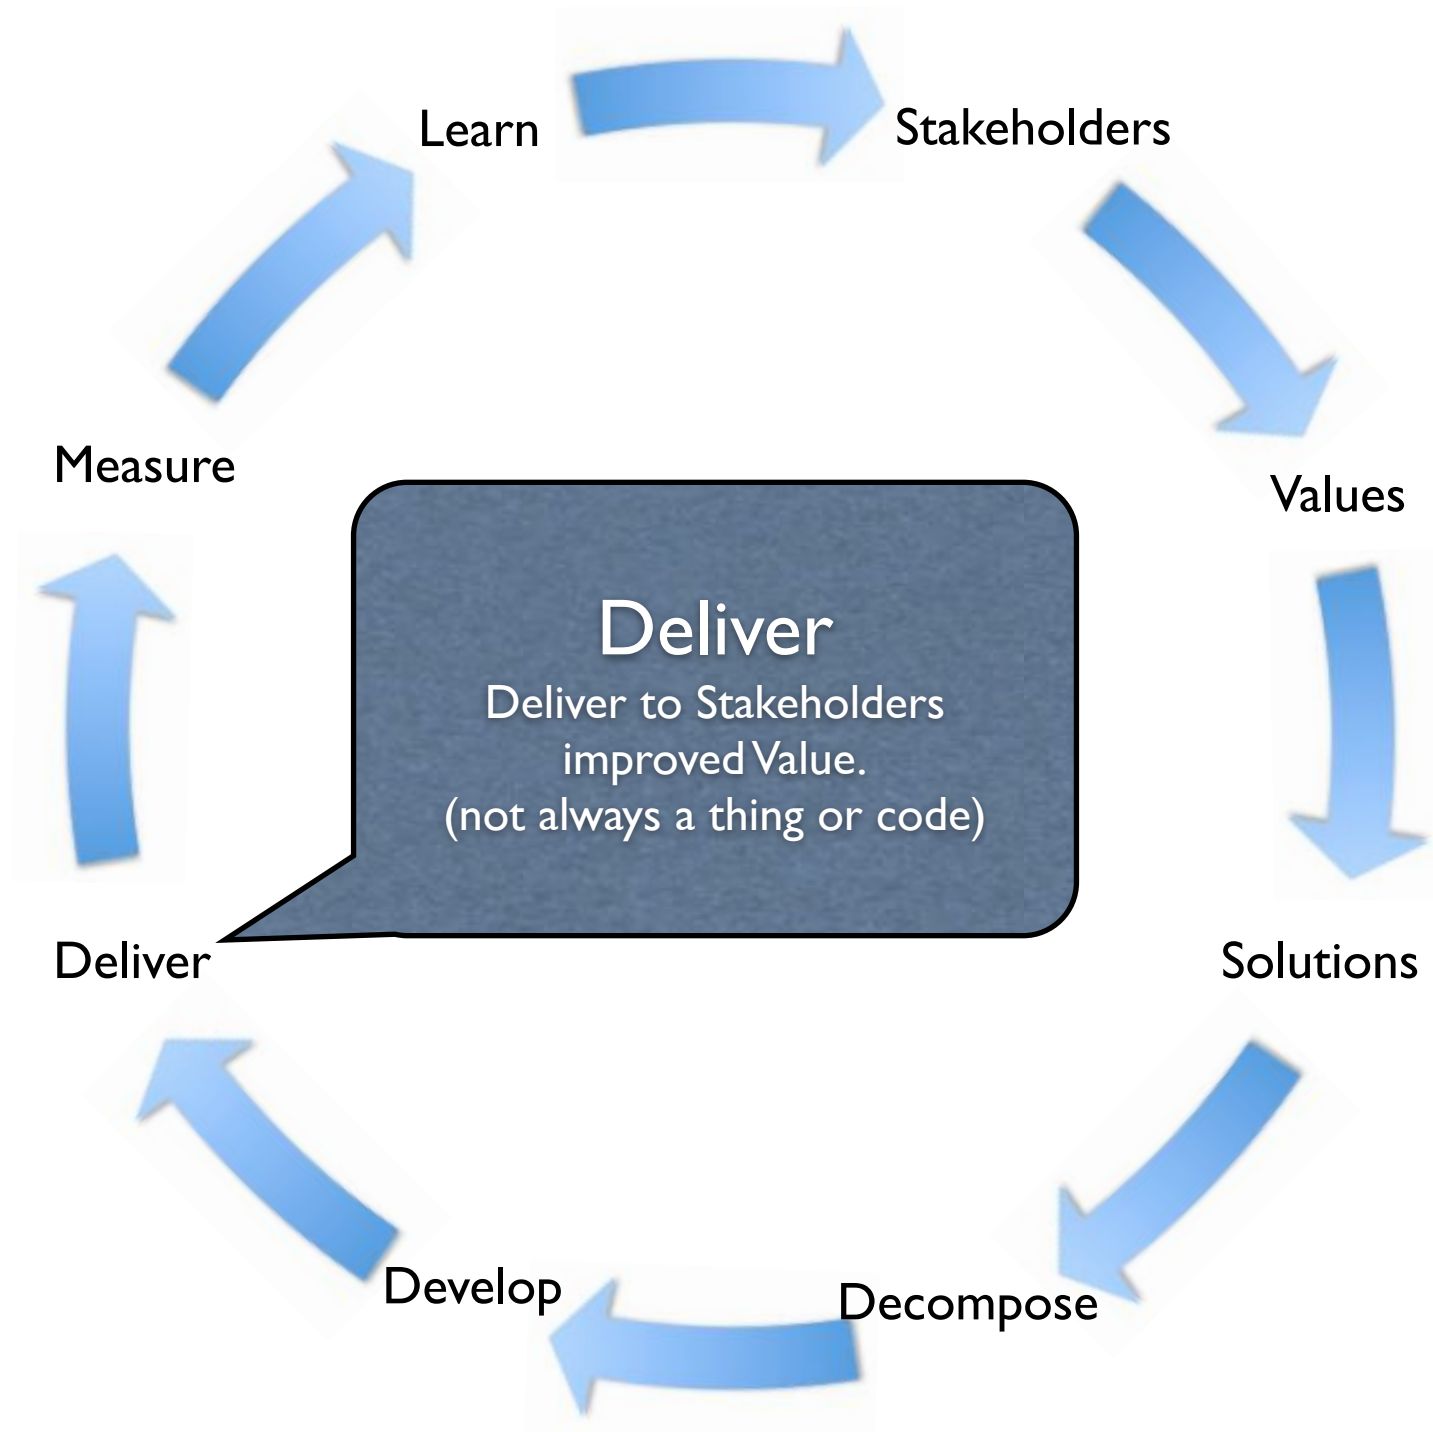 Learn
Stakeholders
Measure
Values
Deliver
Deliver to Stakeholders
improved Value.
(not always a thing or code)
Deliver
Solutions
Develop
Decompose